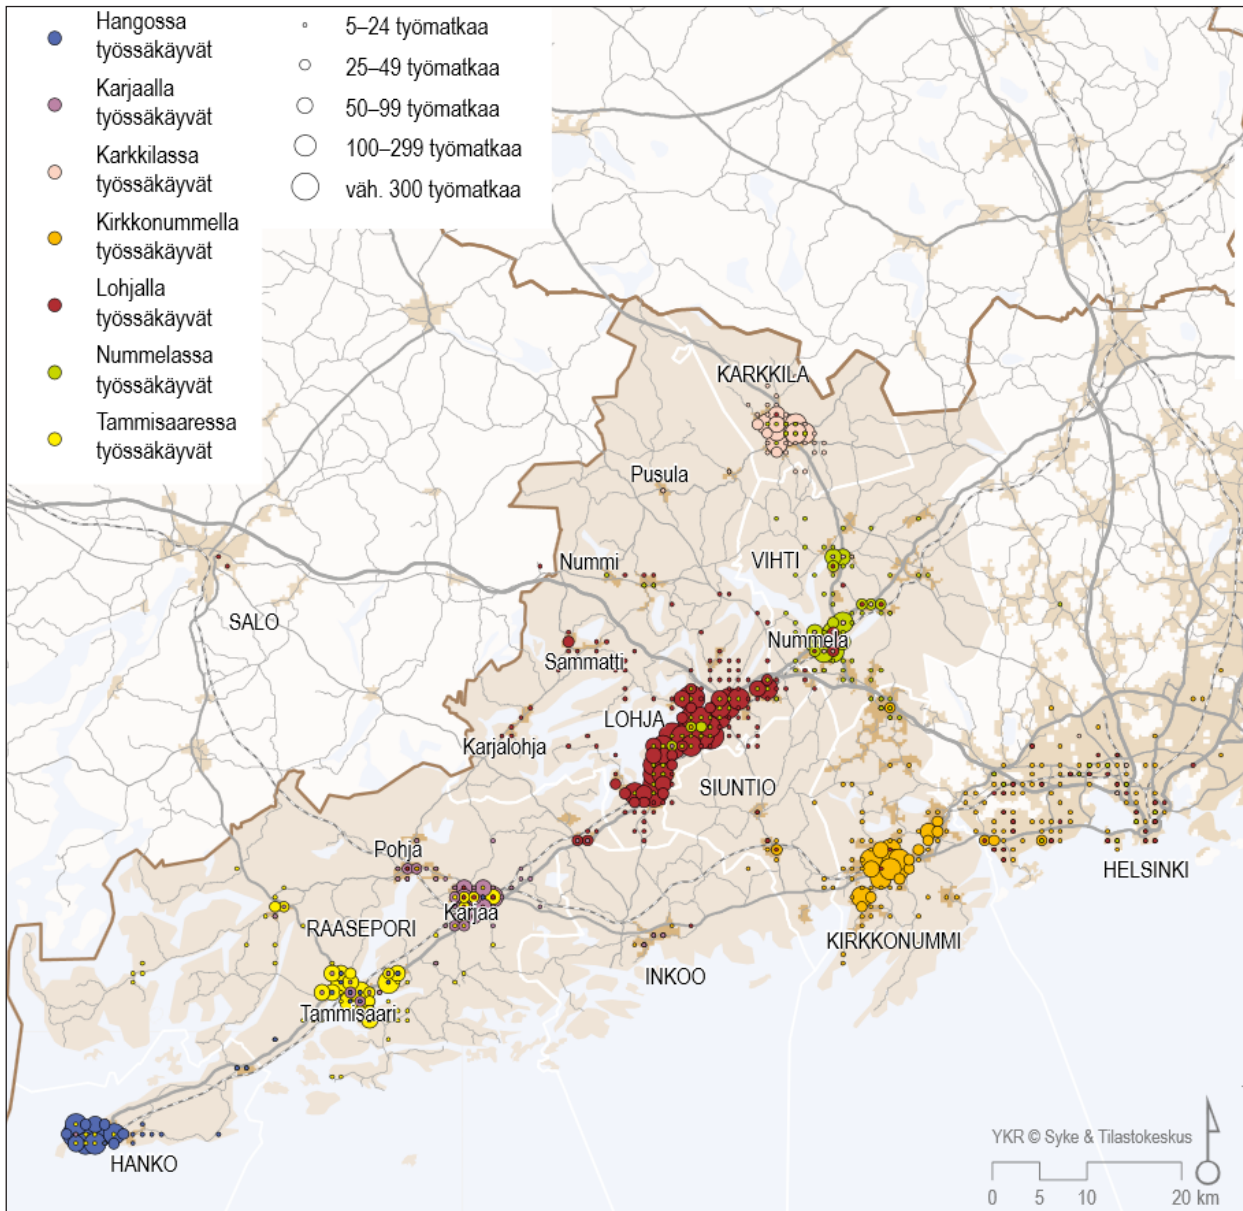 Hangossa
työssäkäyvät
Karjaalla
työssäkäyvät
Karkkilassa
työssäkäyvät
Kirkkonummella
työssäkäyvät
Lohjalla
työssäkäyvät
Nummelassa
työssäkäyvät
Tammisaaressa
työssäkäyvät
5–24 työmatkaa
25–49 työmatkaa
50–99 työmatkaa
100–299 työmatkaa
väh. 300 työmatkaa
KARKKILA
Pusula
Nummi
VIHTI
SALO
Nummela
Sammatti
LOHJA
Karjalohja
SIUNTIO
Pohja
HELSINKI
Karjaa
RAASEPORI
KIRKKONUMMI
INKOO
Tammisaari
HANKO
YKR © Syke & Tilastokeskus
0 5 10 20 km